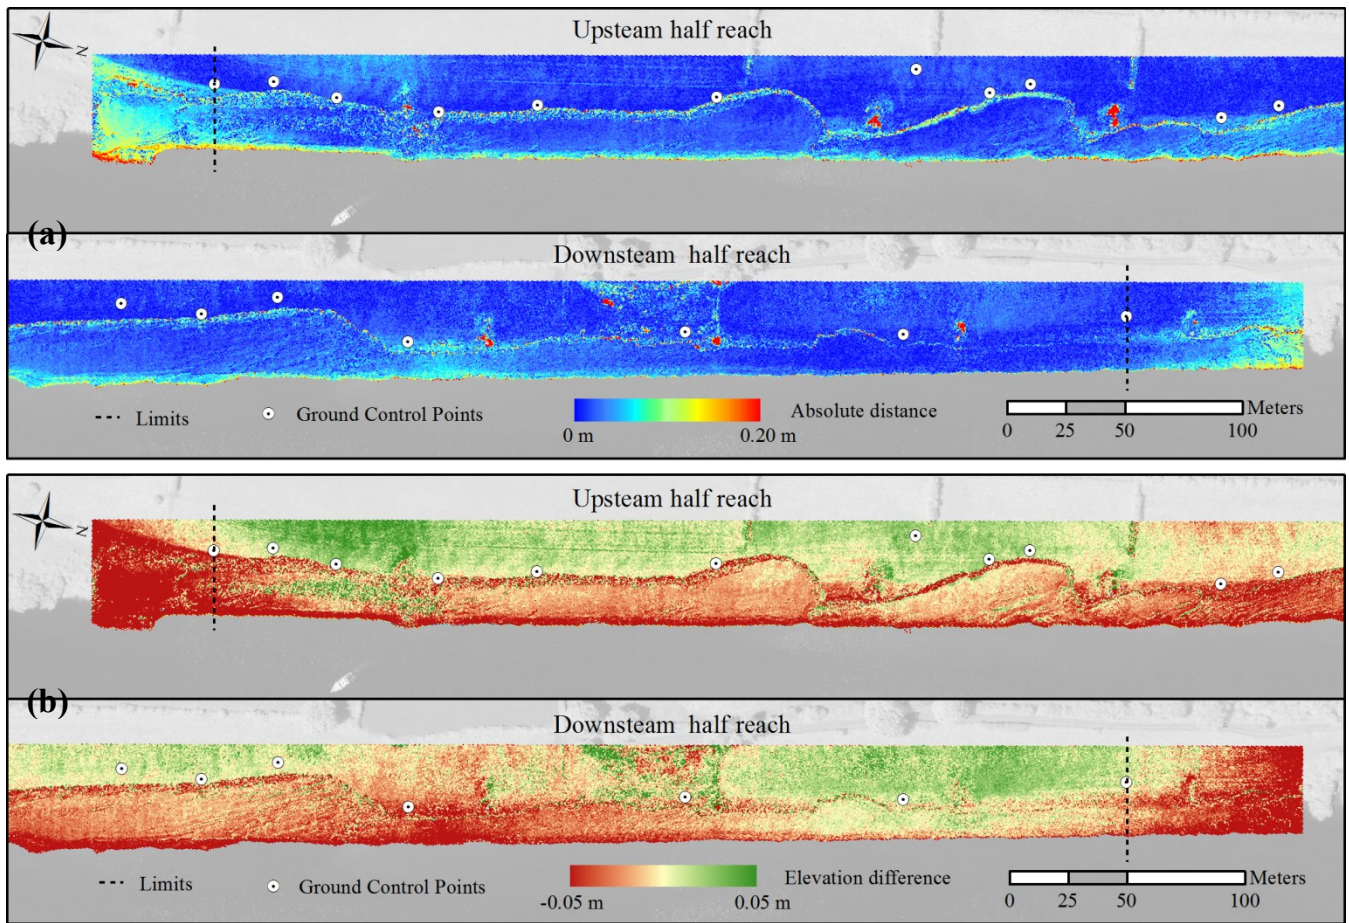 Upsteam half reach
N
(a)
Downsteam half reach
Limits
Ground Control Points
0 m
0.20 m
Absolute distance
Meters
0 25 50 100
Upsteam half reach
N
(b)
Downsteam half reach
Limits
Ground Control Points
-0.05 m
0.05 m
Elevation difference
Meters
0 25 50 100